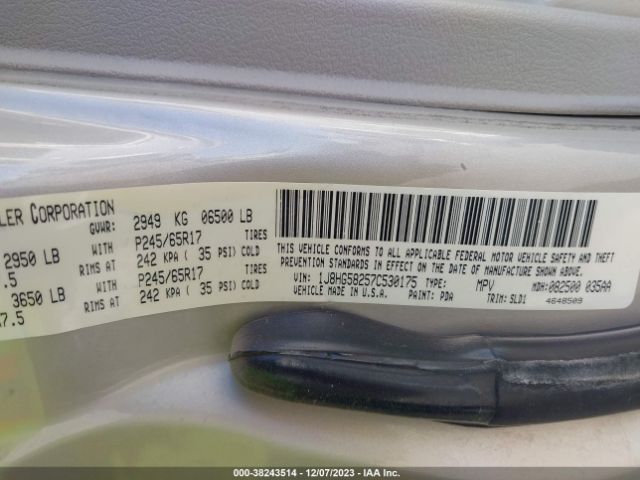 LER CORPORATION
GVWR: 2949 KG 06500 LB
2950 LB WITH P245/65R17 TIRES
.5 RIMS AT 242 KPA ( 35 PSI) COLD
3650 LB WITH P245/65R17 TIRES
7.5 RIMS AT 242 KPA ( 35 PSI) COLD
THIS VEHICLE CONFORMS TO ALL APPLICABLE FEDERAL MOTOR VEHICLE SAFETY AND THEFT
PREVENTION STANDARDS IN EFFECT ON THE DATE OF MANUFACTURE SHOWN ABOVE.
VIN: 1J8HG58257C530175 TYPE: MPV MDH: 082500 035AA
VEHICLE MADE IN U.S.A. PAINT: PDA TRIM: SLD1 4648509
000-38243514 - 12/07/2023 - IAA Inc.